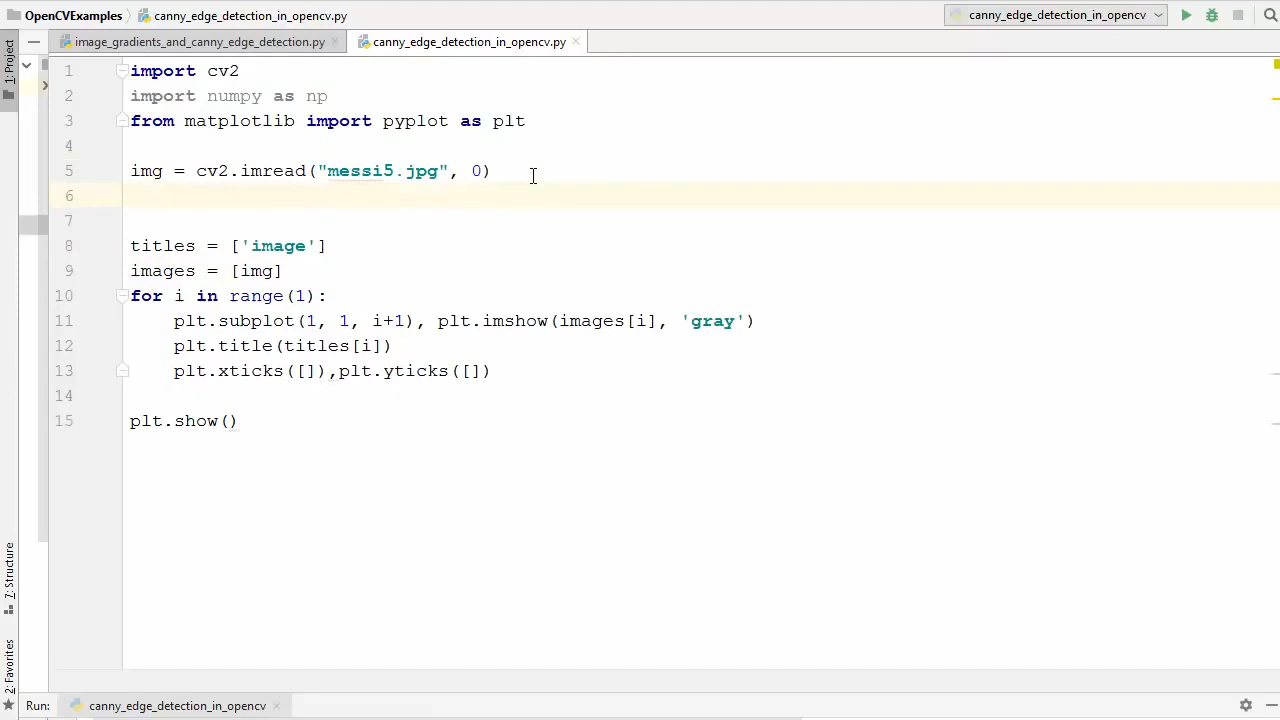 OpenCVExamples canny_edge_detection_in_opencv.py canny_edge_detection_in_opencv
1: Project
image_gradients_and_canny_edge_detection.py canny_edge_detection_in_opencv.py
1 import cv2
2 import numpy as np
3 from matplotlib import pyplot as plt
4
5 img = cv2.imread("messi5.jpg", 0)
6
7
8 titles = ['image']
9 images = [img]
10 for i in range(1):
11 plt.subplot(1, 1, i+1), plt.imshow(images[i], 'gray')
12 plt.title(titles[i])
13 plt.xticks([]),plt.yticks([])
14
15 plt.show()
7: Structure
2: Favorites
Run: canny_edge_detection_in_opencv